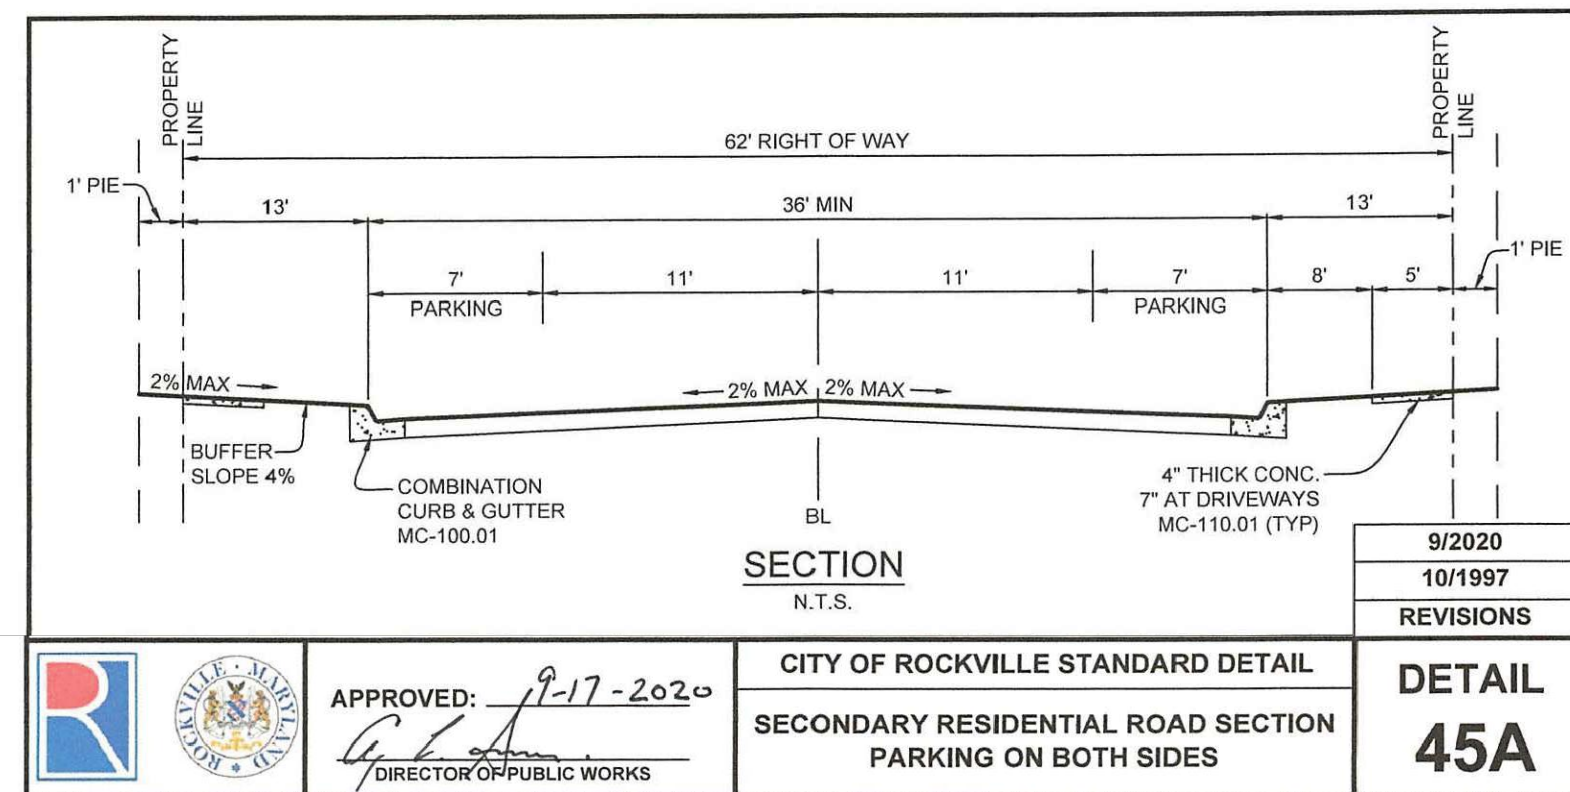 PROPERTY
LINE
PROPERTY
LINE
62' RIGHT OF WAY
1' PIE
13'
36' MIN
13'
1' PIE
7'
PARKING
11'
11'
7'
PARKING
8'
5'
2% MAX
2% MAX
2% MAX
BUFFER
SLOPE 4%
COMBINATION
CURB & GUTTER
MC-100.01
BL
4" THICK CONC.
7" AT DRIVEWAYS
MC-110.01 (TYP)
SECTION
N.T.S.
9/2020
10/1997
REVISIONS
R
ROCKVILLE • MARYLAND
APPROVED: 9-17-2020
DIRECTOR OF PUBLIC WORKS
CITY OF ROCKVILLE STANDARD DETAIL
SECONDARY RESIDENTIAL ROAD SECTION
PARKING ON BOTH SIDES
DETAIL
45A